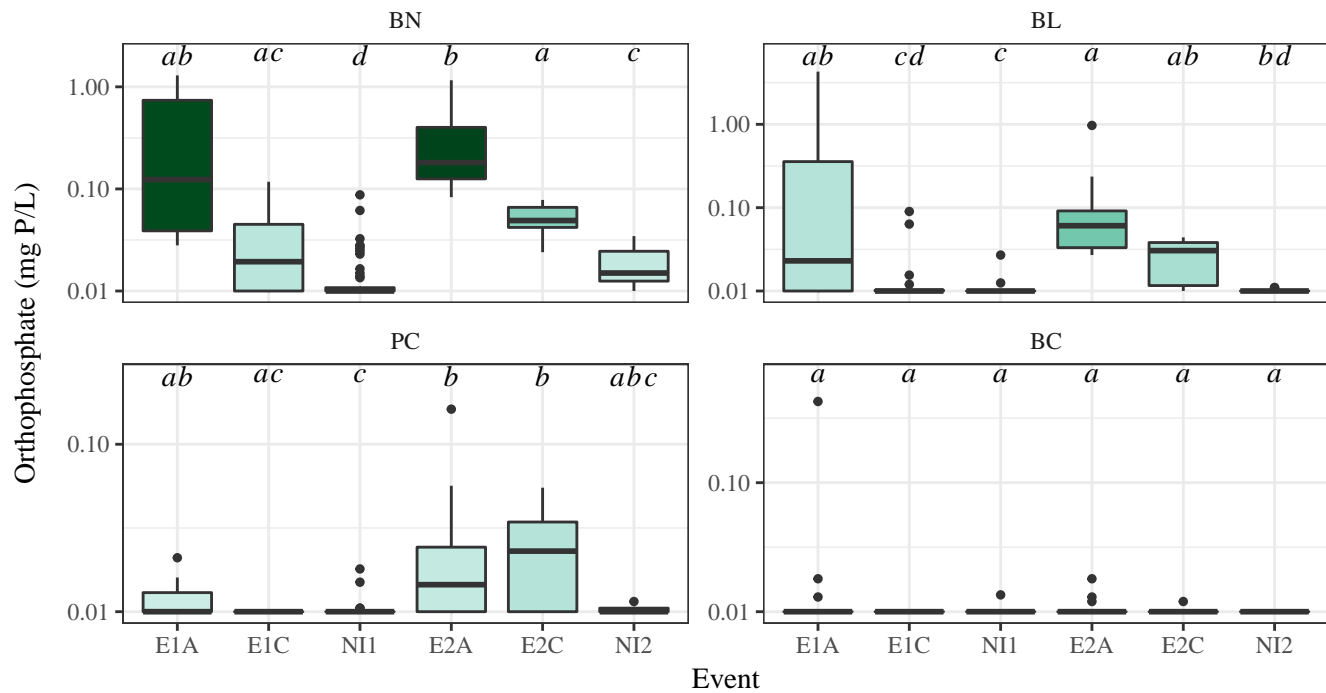 BN
ab ac d b a c
1.00
0.10
0.01
BL
ab cd c a ab bd
1.00
0.10
0.01
PC
ab ac c b b abc
0.10
0.01
E1A E1C NI1 E2A E2C NI2
BC
a a a a a a
0.10
0.01
E1A E1C NI1 E2A E2C NI2
Orthophosphate (mg P/L)
Event